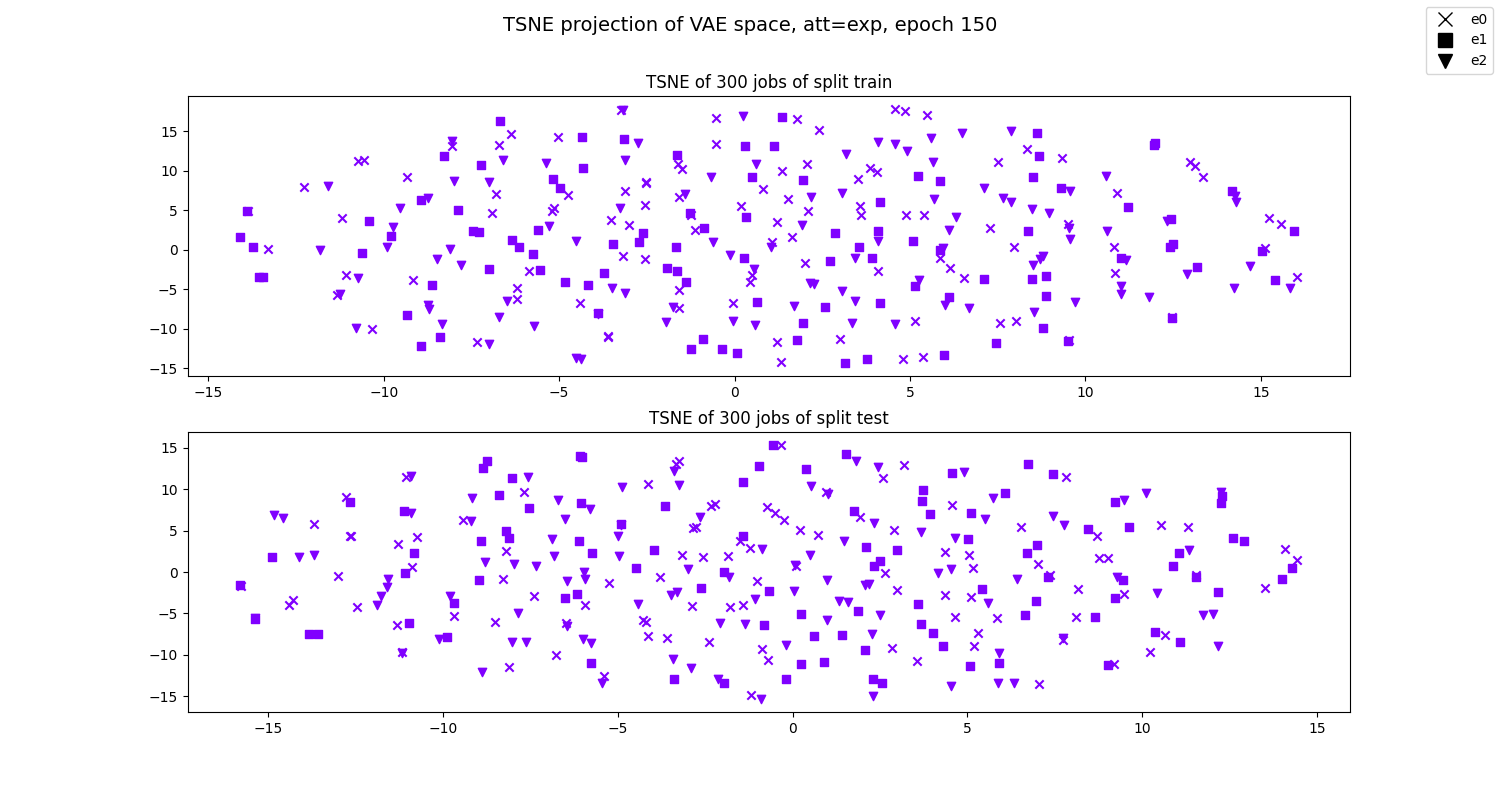 TSNE projection of VAE space, att=exp, epoch 150
e0
e1
e2
TSNE of 300 jobs of split train
15
10
5
0
−5
−10
−15
−15 −10 −5 0 5 10 15
TSNE of 300 jobs of split test
15
10
5
0
−5
−10
−15
−15 −10 −5 0 5 10 15